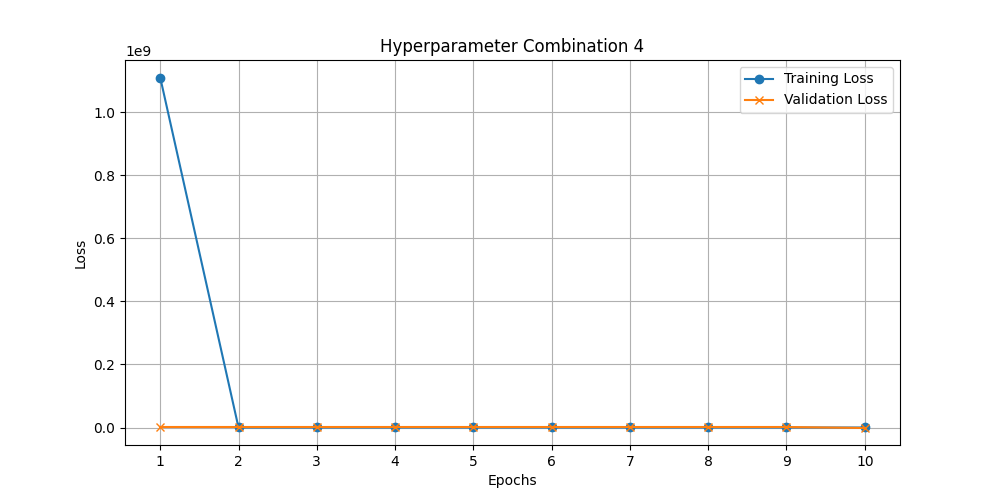 Hyperparameter Combination 4
1e9
Training Loss
Validation Loss
1.0
0.8
0.6
0.4
0.2
0.0
Loss
1 2 3 4 5 6 7 8 9 10
Epochs